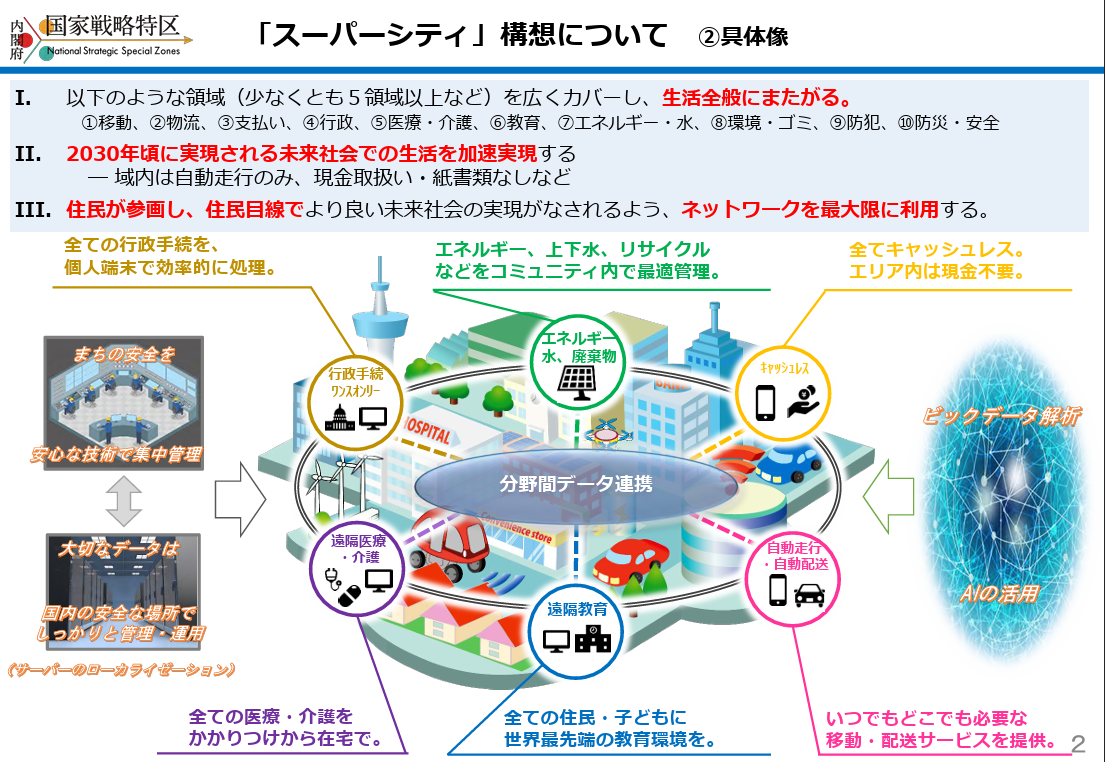 内閣府
国家戦略特区
National Strategic Special Zones
「スーパーシティ」構想について ②具体像
I. 以下のような領域（少なくとも５領域以上など）を広くカバーし、生活全般にまたがる。
①移動、②物流、③支払い、④行政、⑤医療・介護、⑥教育、⑦エネルギー・水、⑧環境・ゴミ、⑨防犯、⑩防災・安全
II. 2030年頃に実現される未来社会での生活を加速実現する
― 域内は自動走行のみ、現金取扱い・紙書類なしなど
III. 住民が参画し、住民目線でより良い未来社会の実現がなされるよう、ネットワークを最大限に利用する。
全ての行政手続を、
個人端末で効率的に処理。
エネルギー、上下水、リサイクル
などをコミュニティ内で最適管理。
全てキャッシュレス。
エリア内は現金不要。
まちの安全を
安心な技術で集中管理
行政手続
ワンスオンリー
エネルギー
水、廃棄物
キャッシュレス
BANK
HOSPITAL
ビックデータ解析
分野間データ連携
Convenience store
大切なデータは
国内の安全な場所で
しっかりと管理・運用
(サーバーのローカライゼーション)
遠隔医療
・介護
遠隔教育
自動走行
・自動配送
AIの活用
全ての医療・介護を
かかりつけから在宅で。
全ての住民・子どもに
世界最先端の教育環境を。
いつでもどこでも必要な
移動・配送サービスを提供。
2